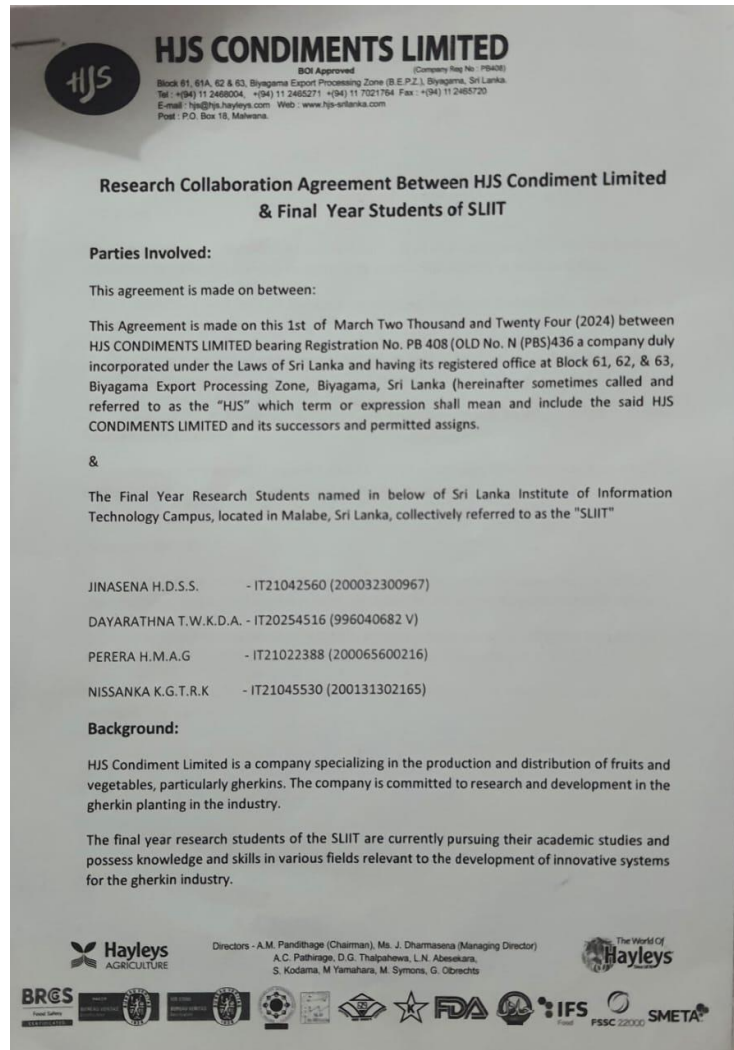 HJS
HJS CONDIMENTS LIMITED
BOI Approved (Company Reg No : PB408)
Block 61, 61A, 62 & 63, Biyagama Export Processing Zone (B.E.P.Z.), Biyagama, Sri Lanka.
Tel : +(94) 11 2468004, +(94) 11 2465271 +(94) 11 7021764 Fax : +(94) 11 2465720
E-mail : hjs@hjs.hayleys.com Web : www.hjs-srilanka.com
Post : P.O. Box 18, Malwana.
Research Collaboration Agreement Between HJS Condiment Limited
& Final Year Students of SLIIT
Parties Involved:
This agreement is made on between:
This Agreement is made on this 1st of March Two Thousand and Twenty Four (2024) between
HJS CONDIMENTS LIMITED bearing Registration No. PB 408 (OLD No. N (PBS)436 a company duly
incorporated under the Laws of Sri Lanka and having its registered office at Block 61, 62, & 63,
Biyagama Export Processing Zone, Biyagama, Sri Lanka (hereinafter sometimes called and
referred to as the “HJS” which term or expression shall mean and include the said HJS
CONDIMENTS LIMITED and its successors and permitted assigns.
&
The Final Year Research Students named in below of Sri Lanka Institute of Information
Technology Campus, located in Malabe, Sri Lanka, collectively referred to as the "SLIIT"
JINASENA H.D.S.S. - IT21042560 (200032300967)
DAYARATHNA T.W.K.D.A. - IT20254516 (996040682 V)
PERERA H.M.A.G - IT21022388 (200065600216)
NISSANKA K.G.T.R.K - IT21045530 (200131302165)
Background:
HJS Condiment Limited is a company specializing in the production and distribution of fruits and
vegetables, particularly gherkins. The company is committed to research and development in the
gherkin planting in the industry.
The final year research students of the SLIIT are currently pursuing their academic studies and
possess knowledge and skills in various fields relevant to the development of innovative systems
for the gherkin industry.
Hayleys
AGRICULTURE
Directors - A.M. Pandithage (Chairman), Ms. J. Dharmasena (Managing Director)
A.C. Pathirage, D.G. Thalpahewa, L.N. Abesekara,
S. Kodama, M Yamahara, M. Symons, G. Olbrechts
The World Of
Hayleys
BRCS
Food Safety
CERTIFICATED
K
FDA
IFS
Food
FSSC 22000
SMETA